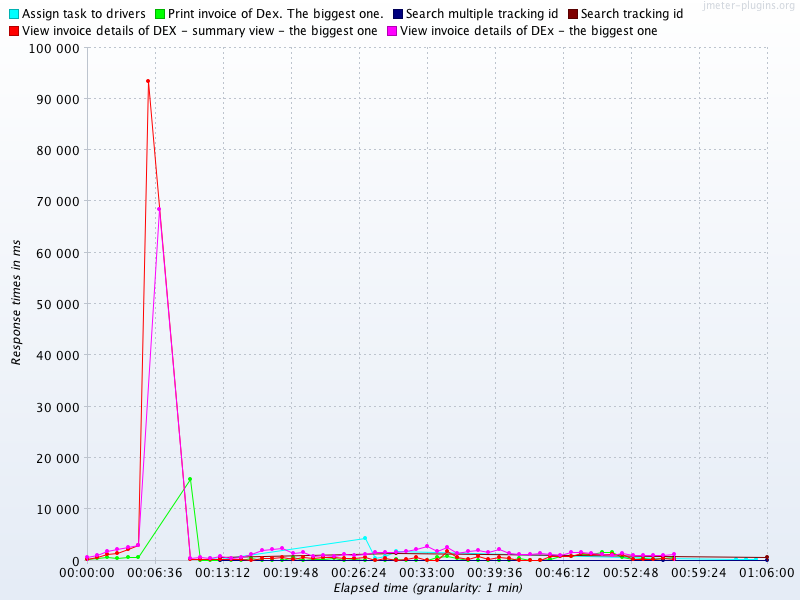 jmeter-plugins.org
Assign task to drivers Print invoice of Dex. The biggest one. Search multiple tracking id Search tracking id
View invoice details of DEX - summary view - the biggest one View invoice details of DEx - the biggest one
100 000
90 000
80 000
70 000
60 000
50 000
40 000
30 000
20 000
10 000
0
Response times in ms
00:00:00 00:06:36 00:13:12 00:19:48 00:26:24 00:33:00 00:39:36 00:46:12 00:52:48 00:59:24 01:06:00
Elapsed time (granularity: 1 min)